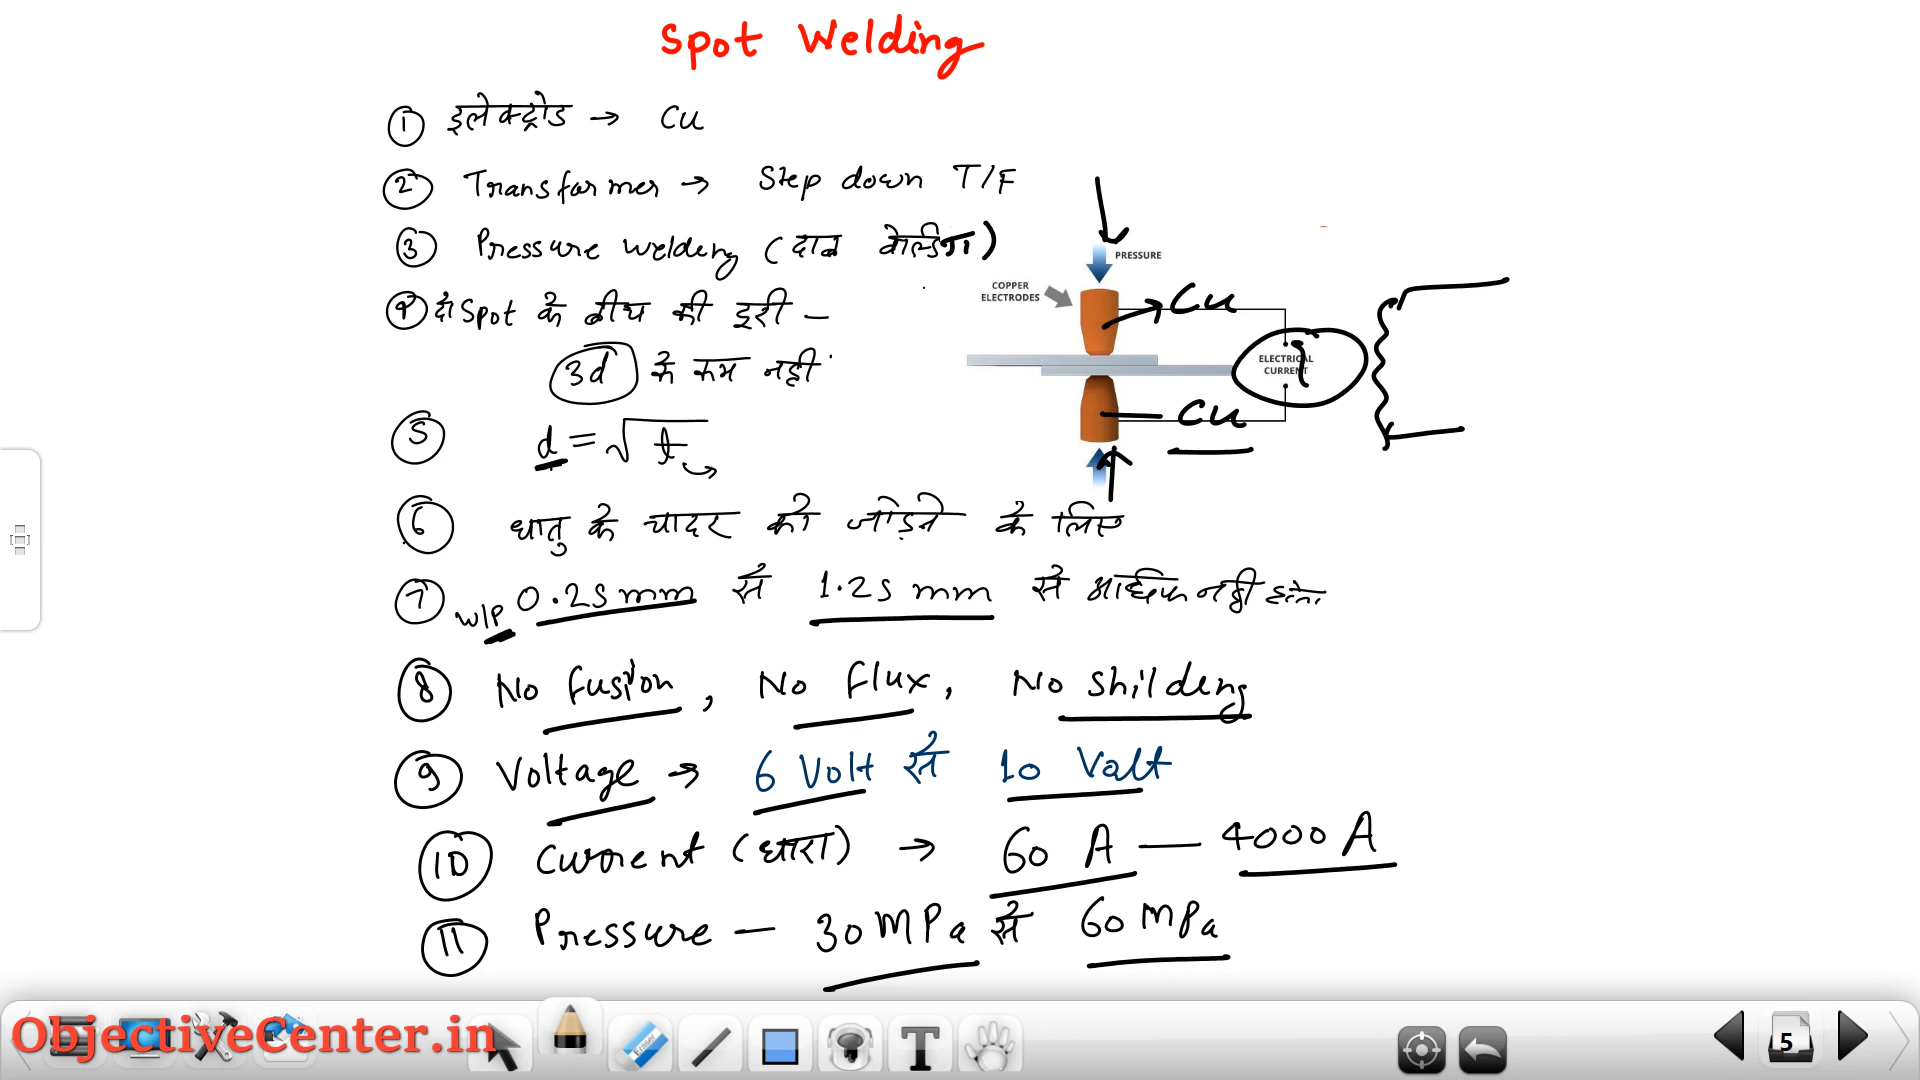 Spot Welding
① इलेक्ट्रोड → Cu
② Transformer → Step down T/F
③ Pressure welding (दाब वेल्डिंग)
④ दो Spot के बीच की दूरी —
3d से कम नहीं
⑤ d = √t
⑥ धातु के चादर को जोड़ने के लिए
⑦ W/P 0.25 mm से 1.25 mm से अधिक नहीं होना
⑧ No fusion, No flux, No shilding
⑨ Voltage → 6 Volt से 10 Volt
⑩ Current (धारा) → 60 A — 4000 A
⑪ Pressure — 30 MPa से 60 MPa
PRESSURE
COPPER
ELECTRODES
Cu
ELECTRICAL
CURRENT
Cu
ObjectiveCenter.in
Eraser
T
5